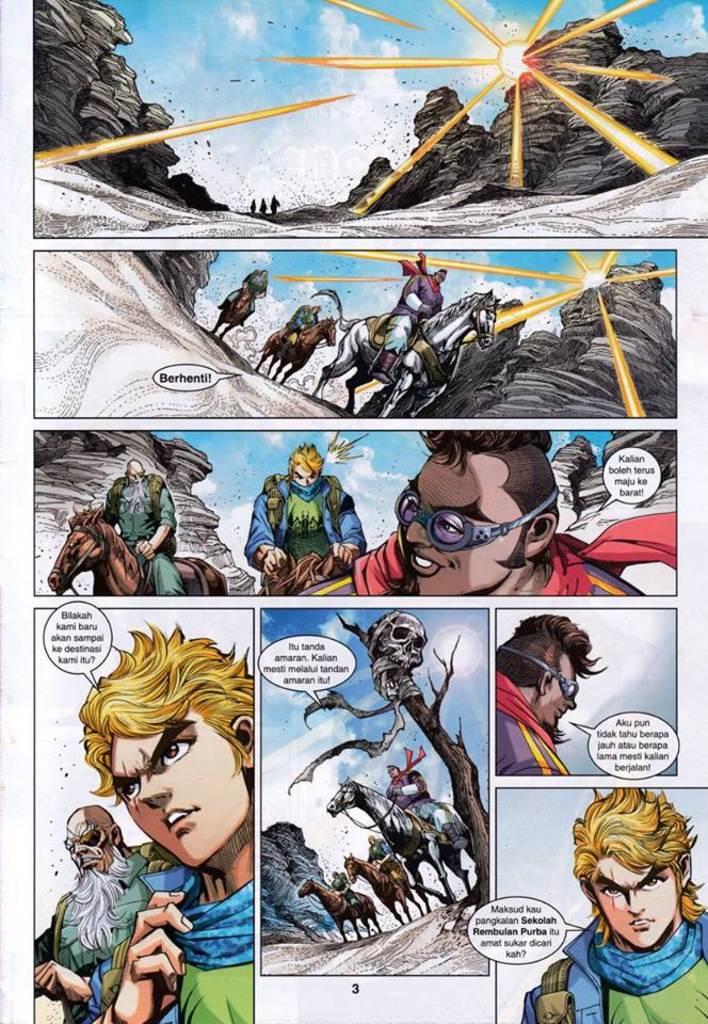 Berhenti!
Kalian
boleh terus
maju ke
barat!
Bilakah
kami baru
akan sampai
ke destinasi
kami itu?
Itu tanda
amaran. Kalian
mesti melalui tandan
amaran itu!
Aku pun
tidak tahu berapa
jauh atau berapa
lama mesti kalian
berjalan!
Maksud kau
pangkalan Sekolah
Rembulan Purba itu
amat sukar dicari
kah?
3